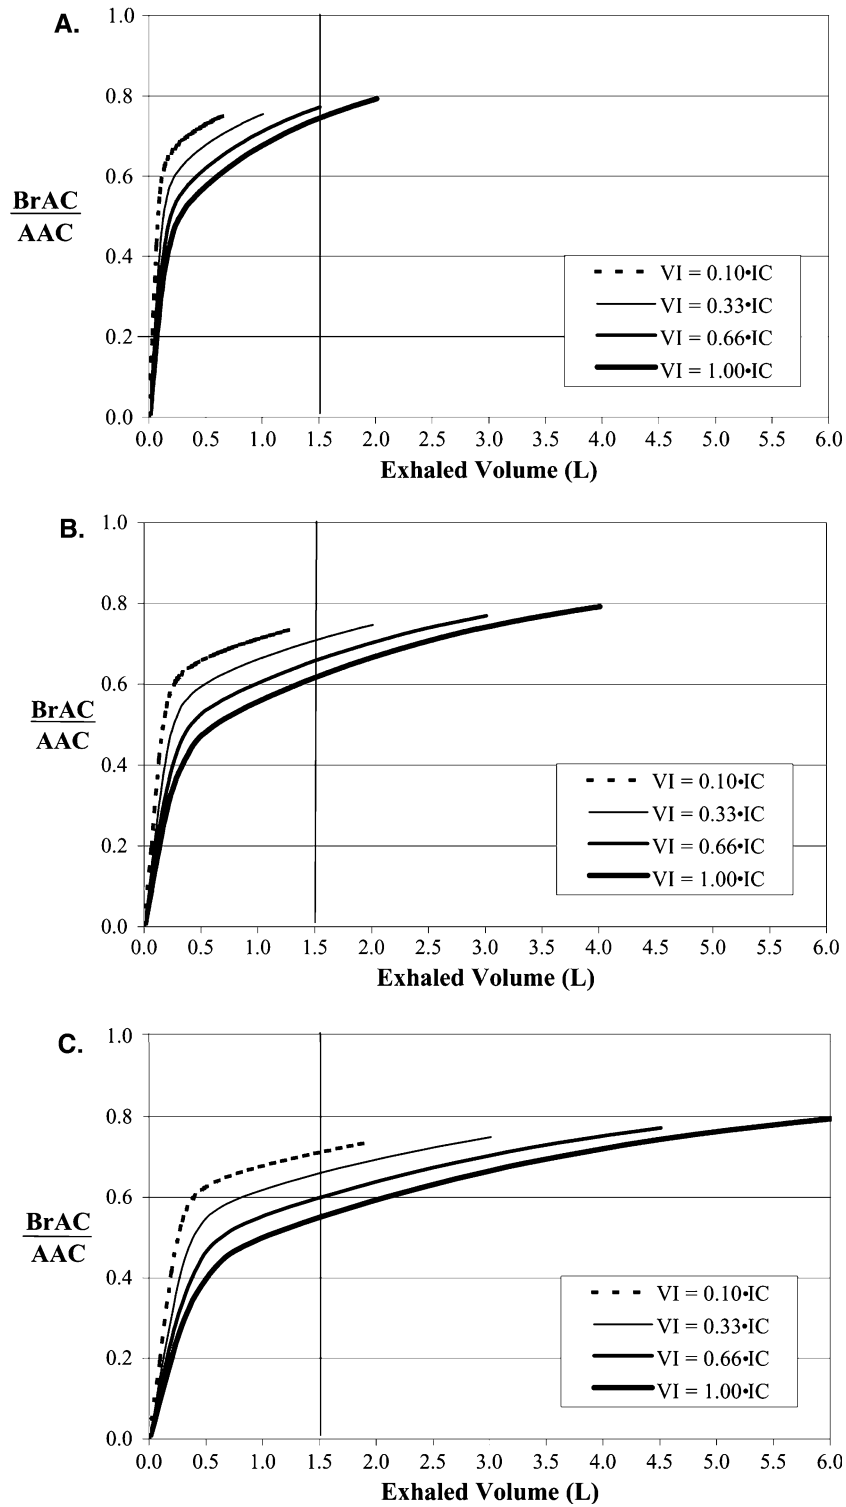 A.
1.0
0.8
0.6
0.4
0.2
0.0
BrAC
AAC
VI = 0.10•IC
VI = 0.33•IC
VI = 0.66•IC
VI = 1.00•IC
0.0 0.5 1.0 1.5 2.0 2.5 3.0 3.5 4.0 4.5 5.0 5.5 6.0
Exhaled Volume (L)
B.
1.0
0.8
0.6
0.4
0.2
0.0
BrAC
AAC
VI = 0.10•IC
VI = 0.33•IC
VI = 0.66•IC
VI = 1.00•IC
0.0 0.5 1.0 1.5 2.0 2.5 3.0 3.5 4.0 4.5 5.0 5.5 6.0
Exhaled Volume (L)
C.
1.0
0.8
0.6
0.4
0.2
0.0
BrAC
AAC
VI = 0.10•IC
VI = 0.33•IC
VI = 0.66•IC
VI = 1.00•IC
0.0 0.5 1.0 1.5 2.0 2.5 3.0 3.5 4.0 4.5 5.0 5.5 6.0
Exhaled Volume (L)